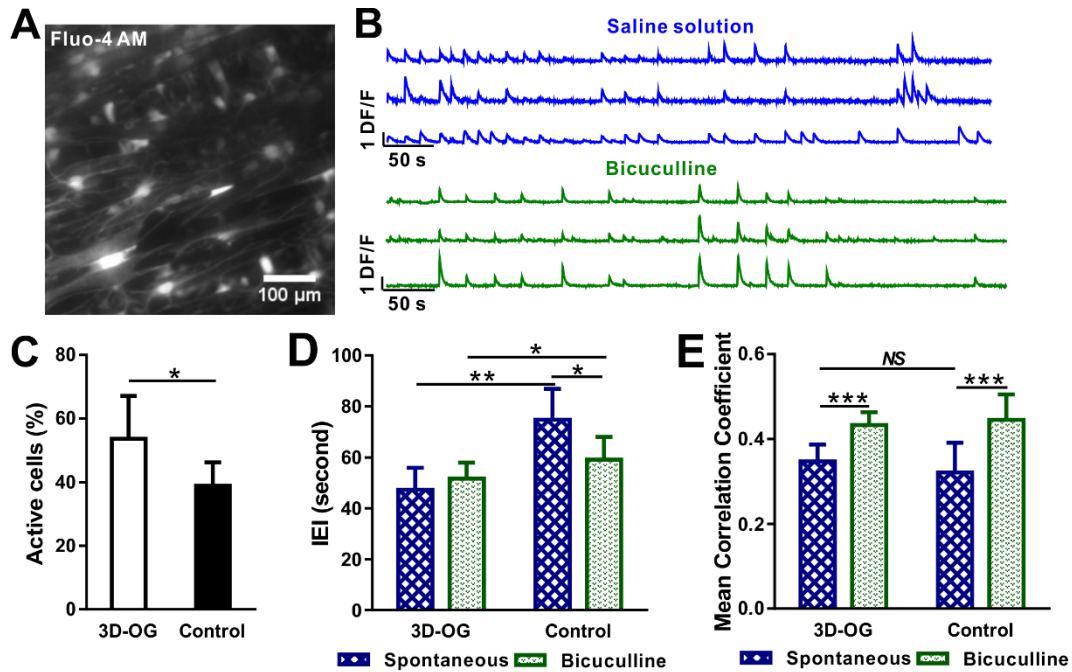 A
Fluo-4 AM
100 µm
B
Saline solution
1 DF/F
50 s
Bicuculline
1 DF/F
50 s
C
Active cells (%)
80
60
40
20
0
*
3D-OG Control
D
IEI (second)
100
80
60
40
20
0
*
** *
3D-OG Control
Spontaneous Bicuculline
E
Mean Correlation Coefficient
0.6
0.4
0.2
0.0
NS
*** ***
3D-OG Control
Spontaneous Bicuculline